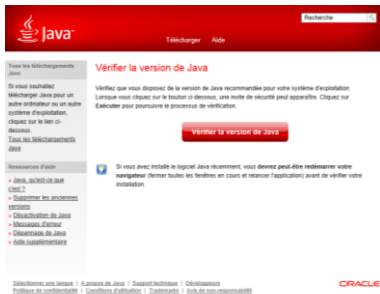 Recherche
Java
Télécharger Aide
Tous les téléchargements
Java
Si vous souhaitez
télécharger Java pour un
autre ordinateur ou un autre
système d'exploitation,
cliquez sur le lien ci-
dessous.
Tous les téléchargements
Java
Ressources d'aide
» Java, qu'est-ce que
c'est ?
» Supprimer les anciennes
versions
» Désactivation de Java
» Messages d'erreur
» Dépannage de Java
» Aide supplémentaire
Vérifier la version de Java
Vérifiez que vous disposez de la version de Java recommandée pour votre système d'exploitation.
Lorsque vous cliquez sur le bouton ci-dessous, une invite de sécurité peut apparaître. Cliquez sur
Exécuter pour poursuivre le processus de vérification.
Vérifier la version de Java
Si vous avez installé le logiciel Java récemment, vous devrez peut-être redémarrer votre
navigateur (fermer toutes les fenêtres en cours et relancer l'application) avant de vérifier votre
installation.
Sélectionner une langue | A propos de Java | Support technique | Développeurs
Politique de confidentialité | Conditions d'utilisation | Trademarks | Avis de non-responsabilité
ORACLE